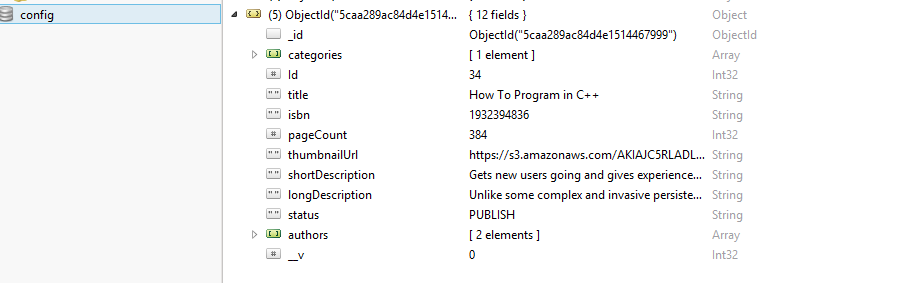 config
(5) ObjectId("5caa289ac84d4e1514... { 12 fields } Object
_id ObjectId("5caa289ac84d4e1514467999") ObjectId
categories [ 1 element ] Array
Id 34 Int32
title How To Program in C++ String
isbn 1932394836 String
pageCount 384 Int32
thumbnailUrl https://s3.amazonaws.com/AKIAJC5RLADL... String
shortDescription Gets new users going and gives experience... String
longDescription Unlike some complex and invasive persiste... String
status PUBLISH String
authors [ 2 elements ] Array
__v 0 Int32